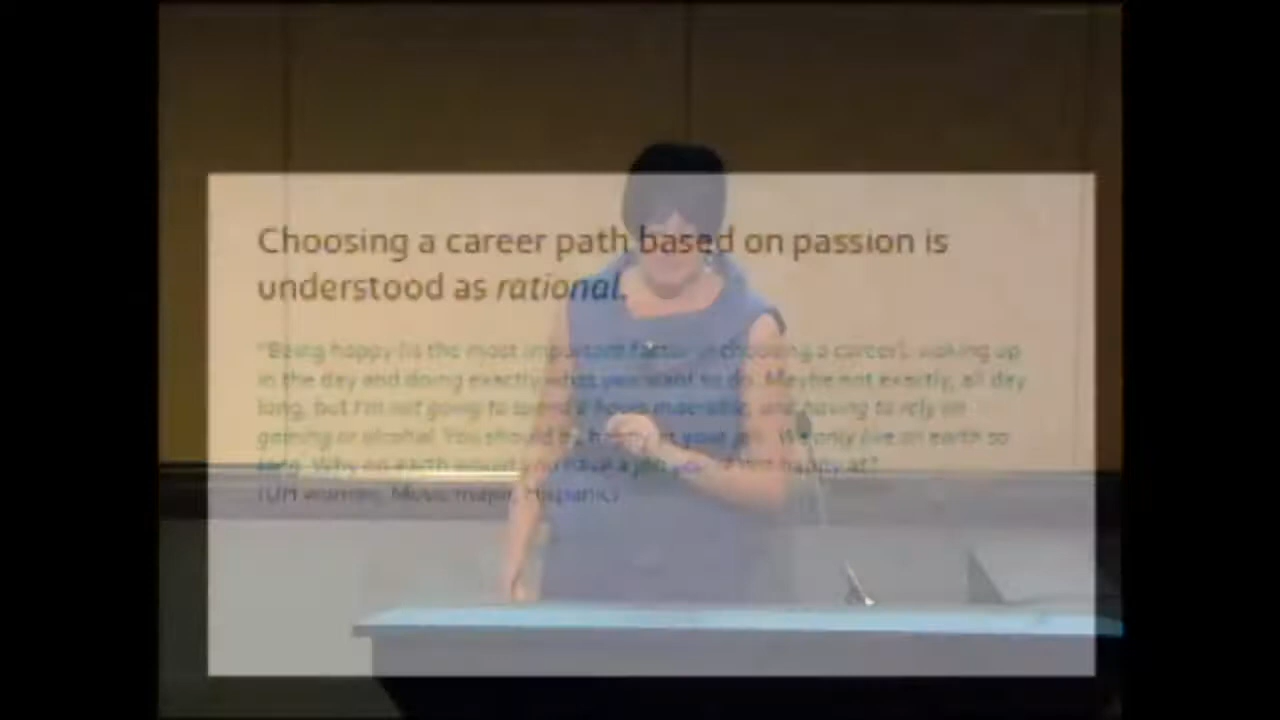 Choosing a career path based on passion is
understood as rational.
"Being happy [is the most important factor in choosing a career], waking up
in the day and doing exactly what you want to do. Maybe not exactly, all day
long, but I'm not going to spend 8 hours miserable, and having to rely on
gaming or alcohol. You should be happy at your job. We only live on earth so
long. Why on earth would you have a job you're not happy at?"
(UH woman, Music major, Hispanic)